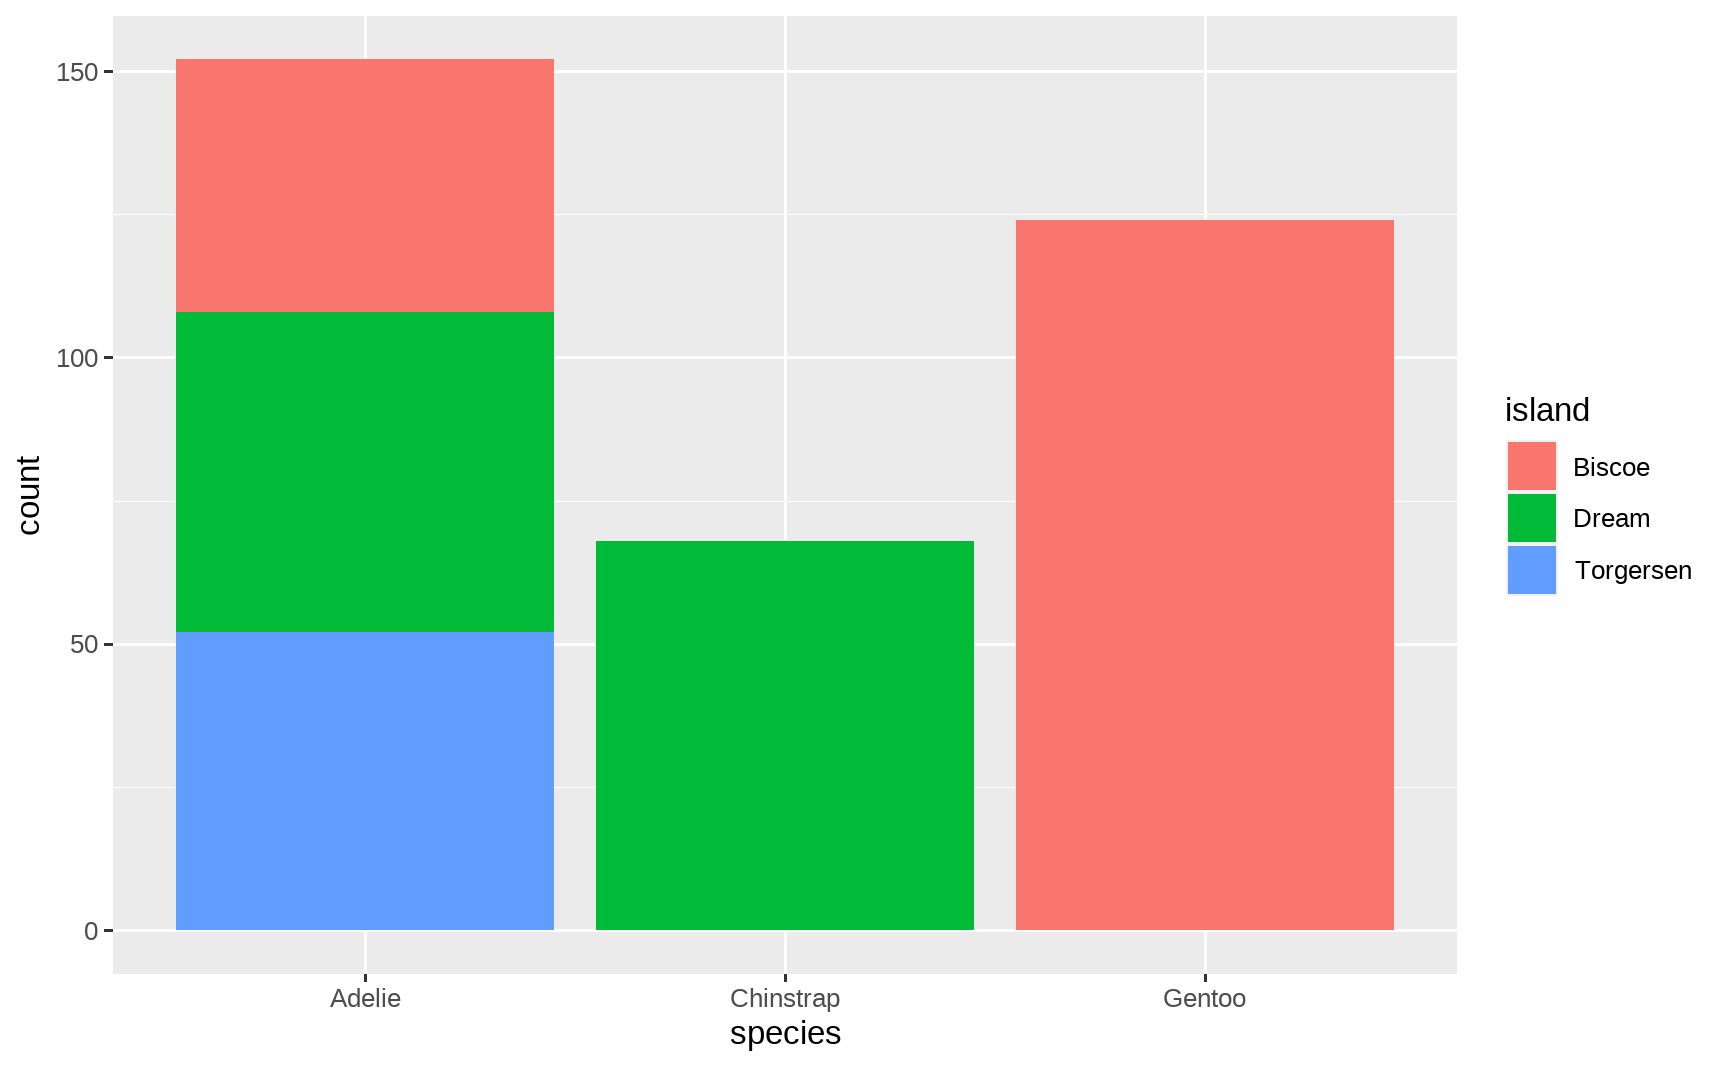 150
100
50
0
count
Adelie
Chinstrap
Gentoo
species
island
Biscoe
Dream
Torgersen